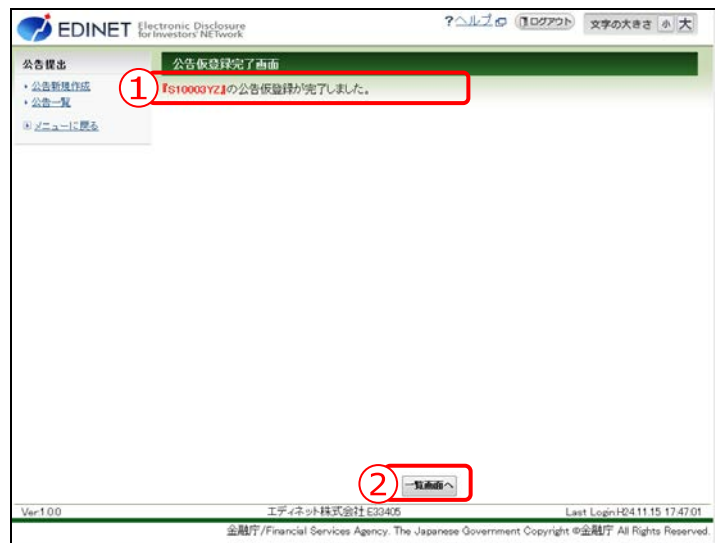 EDINET Electronic Disclosure for Investors' NETwork
?ヘルプ ログアウト 文字の大きさ 小 大
公告提出
公告新規作成
公告一覧
メニューに戻る
公告仮登録完了画面
① 『S10003YZ』の公告仮登録が完了しました。
② 一覧画面へ
Ver.1.0.0 エディネット株式会社:E33405 Last Login:H24.11.15 17:47:01
金融庁/Financial Services Agency. The Japanese Government Copyright ©金融庁 All Rights Reserved.